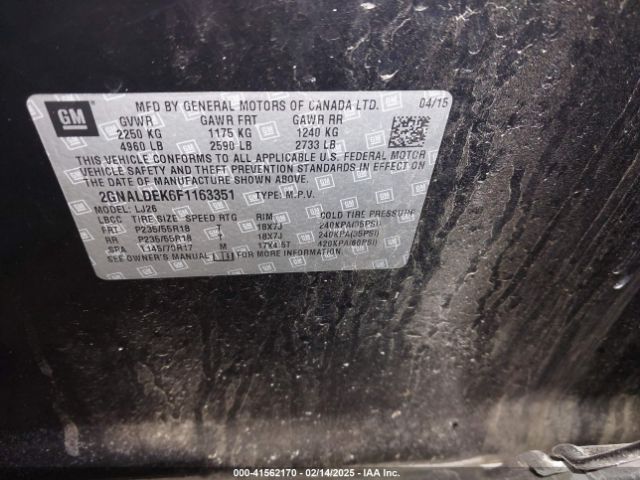 GM
MFD BY GENERAL MOTORS OF CANADA LTD. 04/15
GVWR GAWR FRT GAWR RR
2250 KG 1175 KG 1240 KG
4960 LB 2590 LB 2733 LB
THIS VEHICLE CONFORMS TO ALL APPLICABLE U.S. FEDERAL MOTOR
VEHICLE SAFETY AND THEFT PREVENTION STANDARDS IN EFFECT ON
THE DATE OF MANUFACTURE SHOWN ABOVE.
2GNALDEK6F1163351 TYPE: M.P.V.
MODEL: LJ26
LBCC TIRE SIZE SPEED RTG RIM COLD TIRE PRESSURE
FRT P235/55R18 T 18X7J 240KPA(35PSI)
RR P235/55R18 T 18X7J 240KPA(35PSI)
SPA T145/70R17 M 17X4.5T 420KPA(60PSI)
SEE OWNER'S MANUAL FOR MORE INFORMATION.
000-41562170 - 02/14/2025 - IAA Inc.